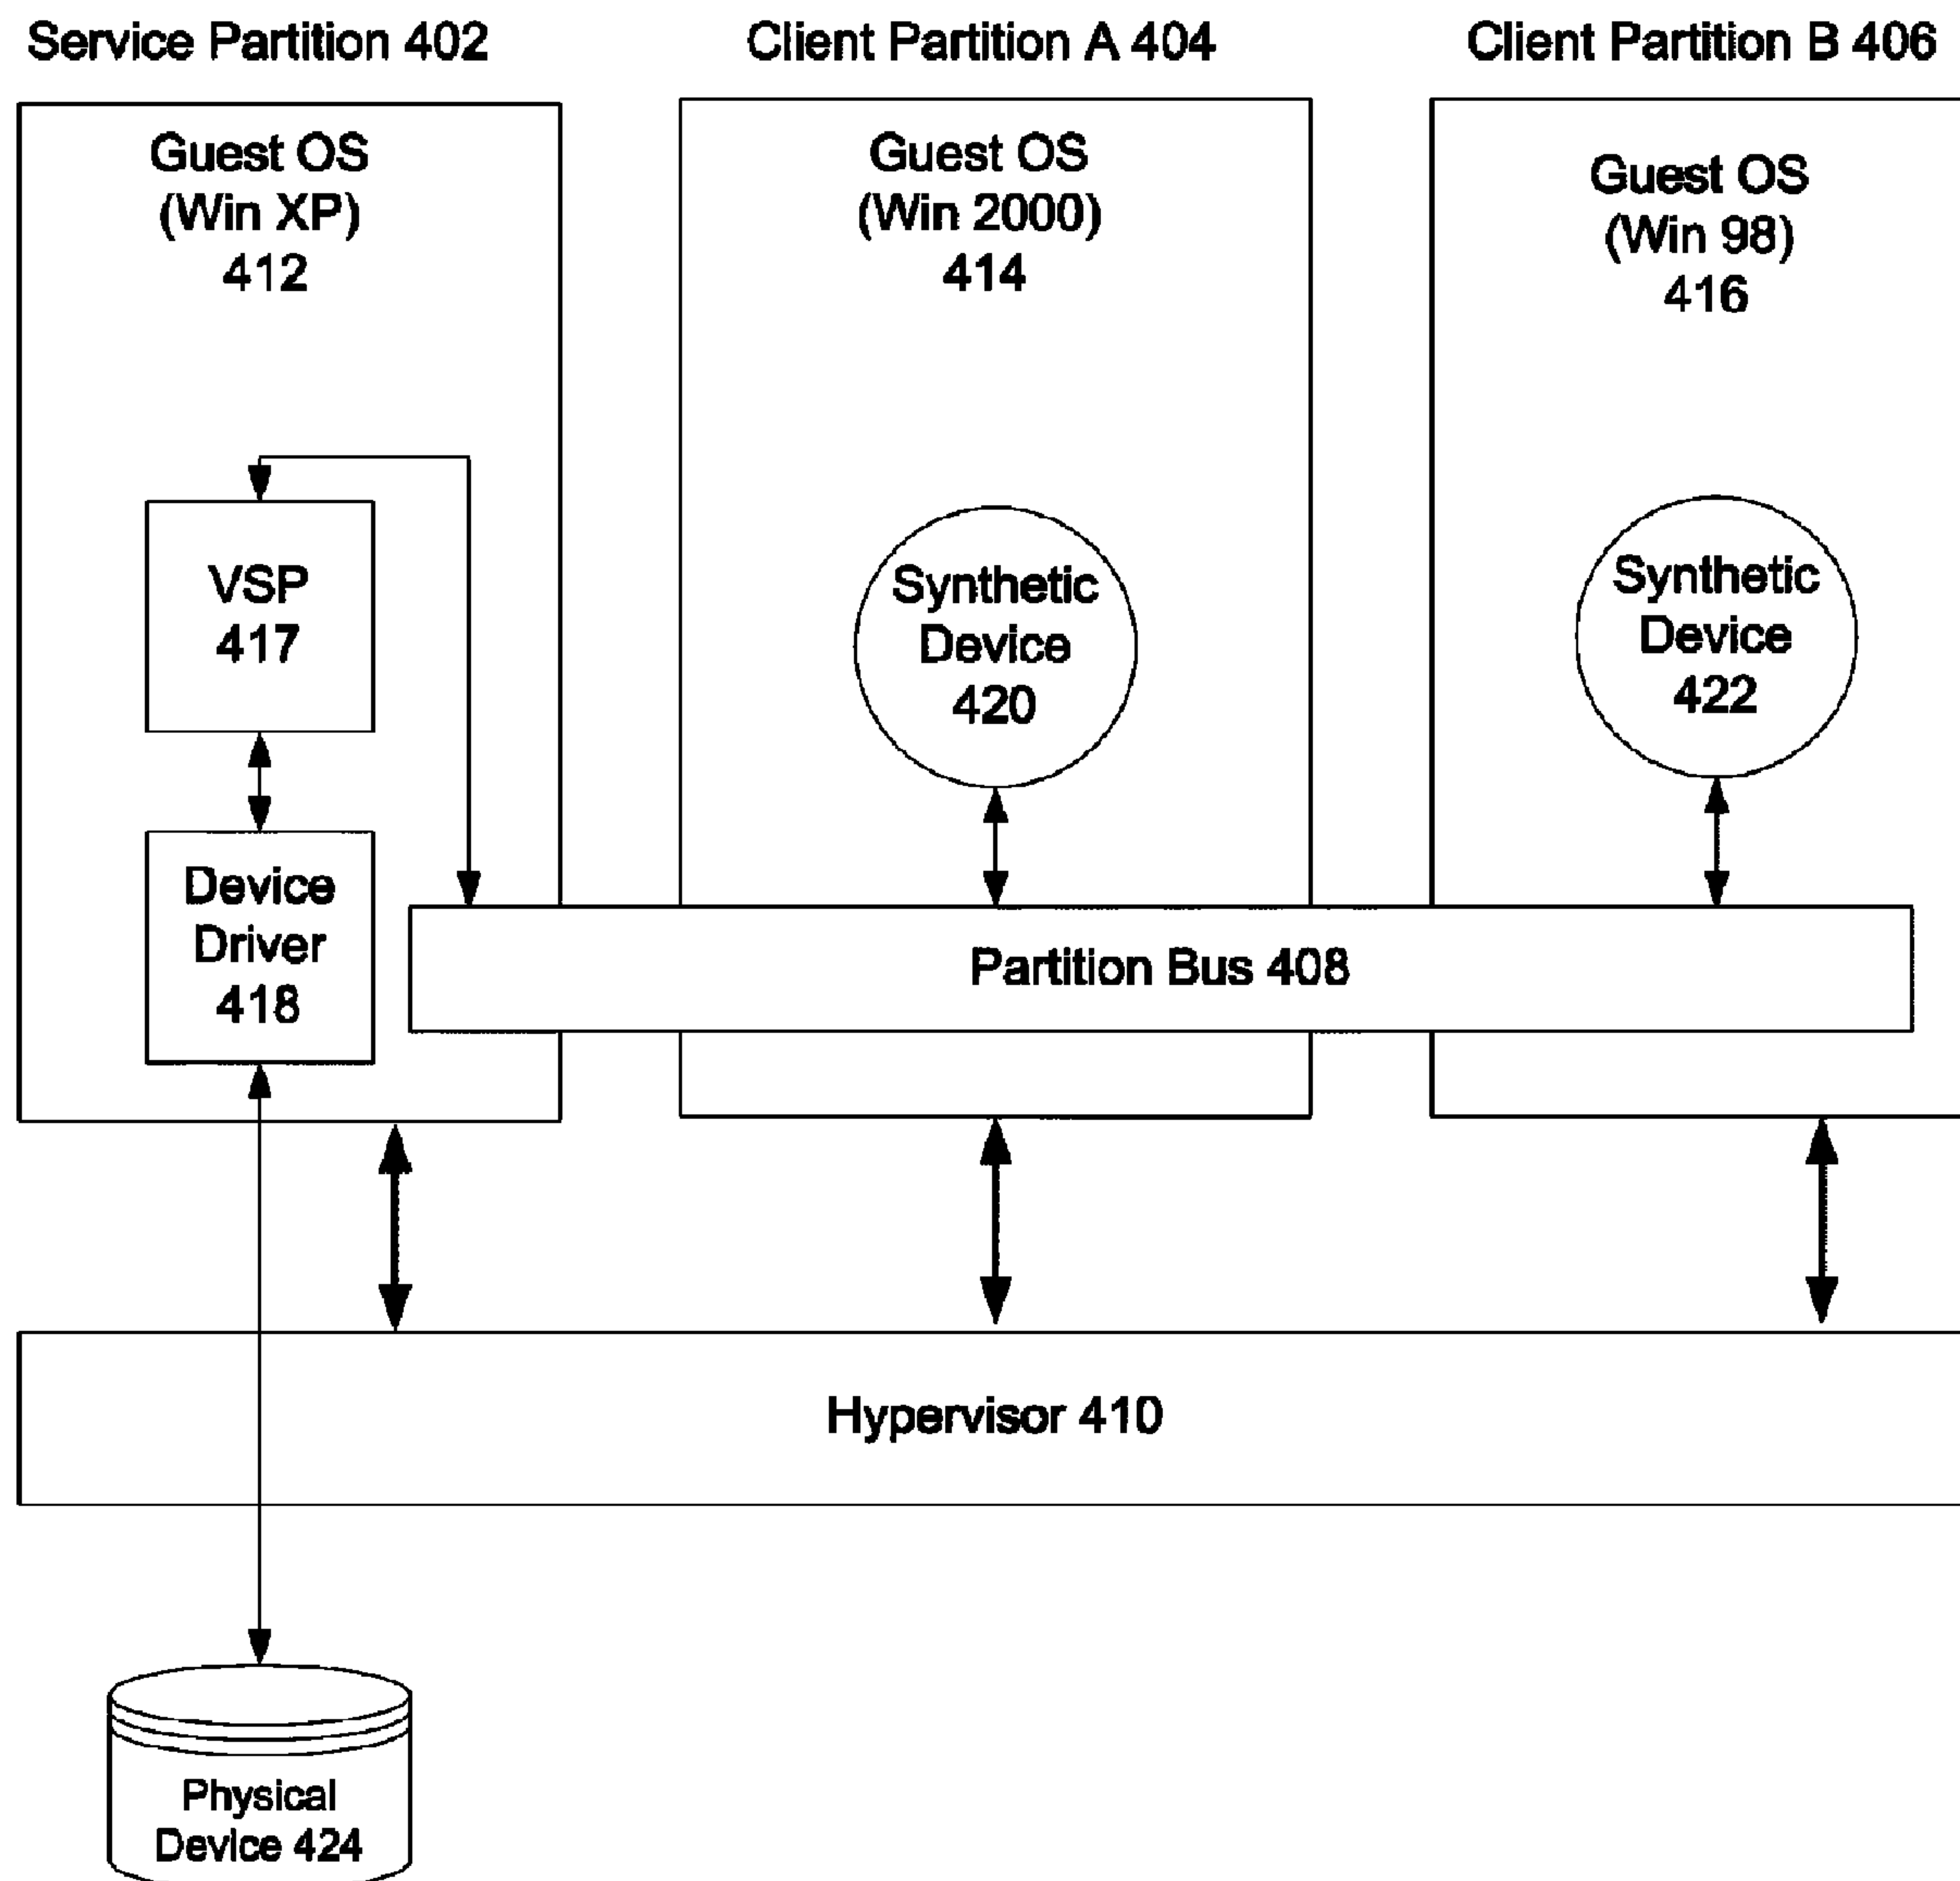 Service Partition 402
Client Partition A 404
Client Partition B 406
Guest OS
(Win XP)
412
Guest OS
(Win 2000)
414
Guest OS
(Win 98)
416
VSP
417
Synthetic
Device
420
Synthetic
Device
422
Device
Driver
418
Partition Bus 408
Hypervisor 410
Physical
Device 424